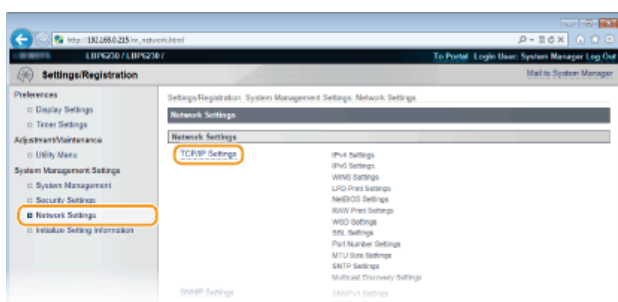 http://192.168.0.215/m_network.html
LBP6230 / LBP6230 /
To Portal Login User: System Manager Log Out
Settings/Registration
Mail to System Manager
Preferences
Display Settings
Timer Settings
Adjustment/Maintenance
Utility Menu
System Management Settings
System Management
Security Settings
Network Settings
Initialize Setting Information
Settings/Registration: System Management Settings: Network Settings
Network Settings
Network Settings
TCP/IP Settings
IPv4 Settings
IPv6 Settings
WINS Settings
LPD Print Settings
NetBIOS Settings
RAW Print Settings
WSD Settings
SSL Settings
Port Number Settings
MTU Size Settings
SNTP Settings
Multicast Discovery Settings
SNMP Settings
SNMPv1 Settings